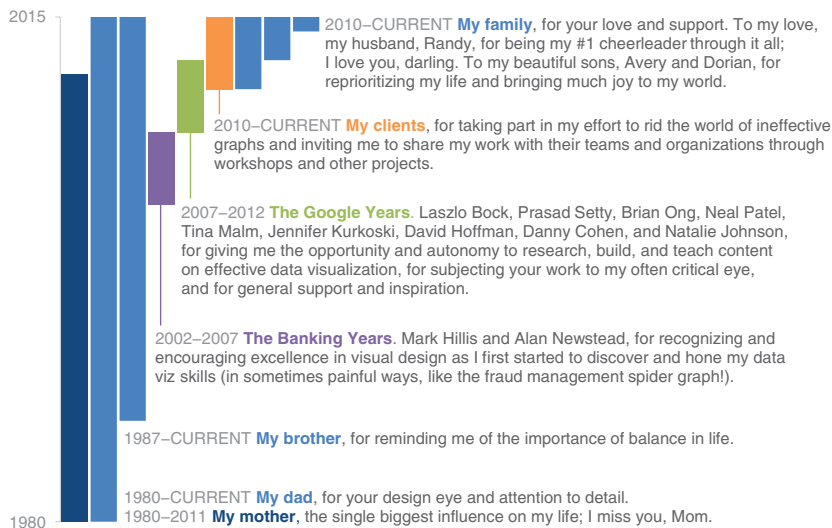 2015
2010–CURRENT My family, for your love and support. To my love,
my husband, Randy, for being my #1 cheerleader through it all;
I love you, darling. To my beautiful sons, Avery and Dorian, for
reprioritizing my life and bringing much joy to my world.
2010–CURRENT My clients, for taking part in my effort to rid the world of ineffective
graphs and inviting me to share my work with their teams and organizations through
workshops and other projects.
2007–2012 The Google Years. Laszlo Bock, Prasad Setty, Brian Ong, Neal Patel,
Tina Malm, Jennifer Kurkoski, David Hoffman, Danny Cohen, and Natalie Johnson,
for giving me the opportunity and autonomy to research, build, and teach content
on effective data visualization, for subjecting your work to my often critical eye,
and for general support and inspiration.
2002–2007 The Banking Years. Mark Hillis and Alan Newstead, for recognizing and
encouraging excellence in visual design as I first started to discover and hone my data
viz skills (in sometimes painful ways, like the fraud management spider graph!).
1987–CURRENT My brother, for reminding me of the importance of balance in life.
1980–CURRENT My dad, for your design eye and attention to detail.
1980–2011 My mother, the single biggest influence on my life; I miss you, Mom.
1980